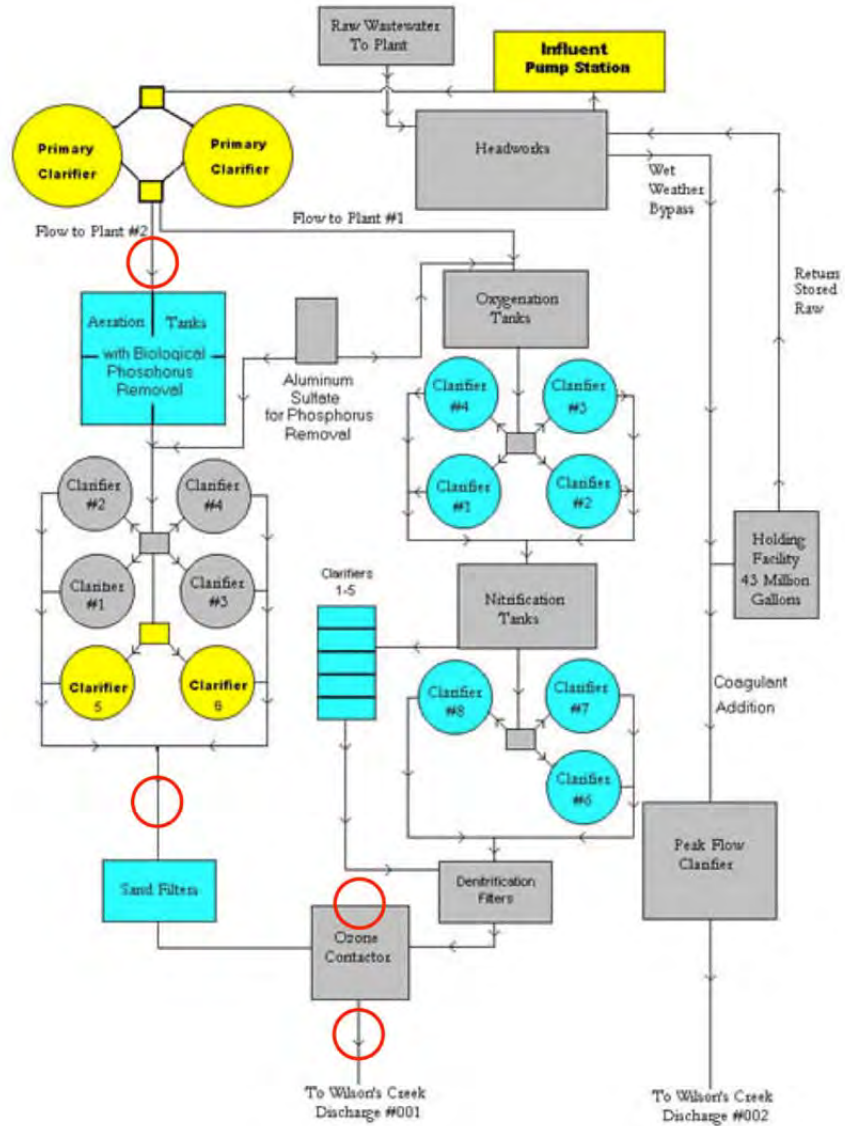 Raw Wastewater
To Plant
Influent
Pump Station
Primary
Clarifier
Primary
Clarifier
Headworks
Wet
Weather
Bypass
Flow to Plant #2
Flow to Plant #1
Return
Stored
Raw
Aeration Tanks
with Biological
Phosphorus
Removal
Aluminum
Sulfate
for Phosphorus
Removal
Oxygenation
Tanks
Clarifier
#4
Clarifier
#3
Clarifier
#1
Clarifier
#2
Clarifier
#2
Clarifier
#4
Clarifier
#1
Clarifier
#3
Clarifier
5
Clarifier
6
Clarifiers
1-5
Nitrification
Tanks
Holding
Facility
43 Million
Gallons
Clarifier
#8
Clarifier
#7
Clarifier
#6
Coagulant
Addition
Peak Flow
Clarifier
Sand Filters
Denitrification
Filters
Ozone
Contactor
To Wilson's Creek
Discharge #001
To Wilson's Creek
Discharge #002